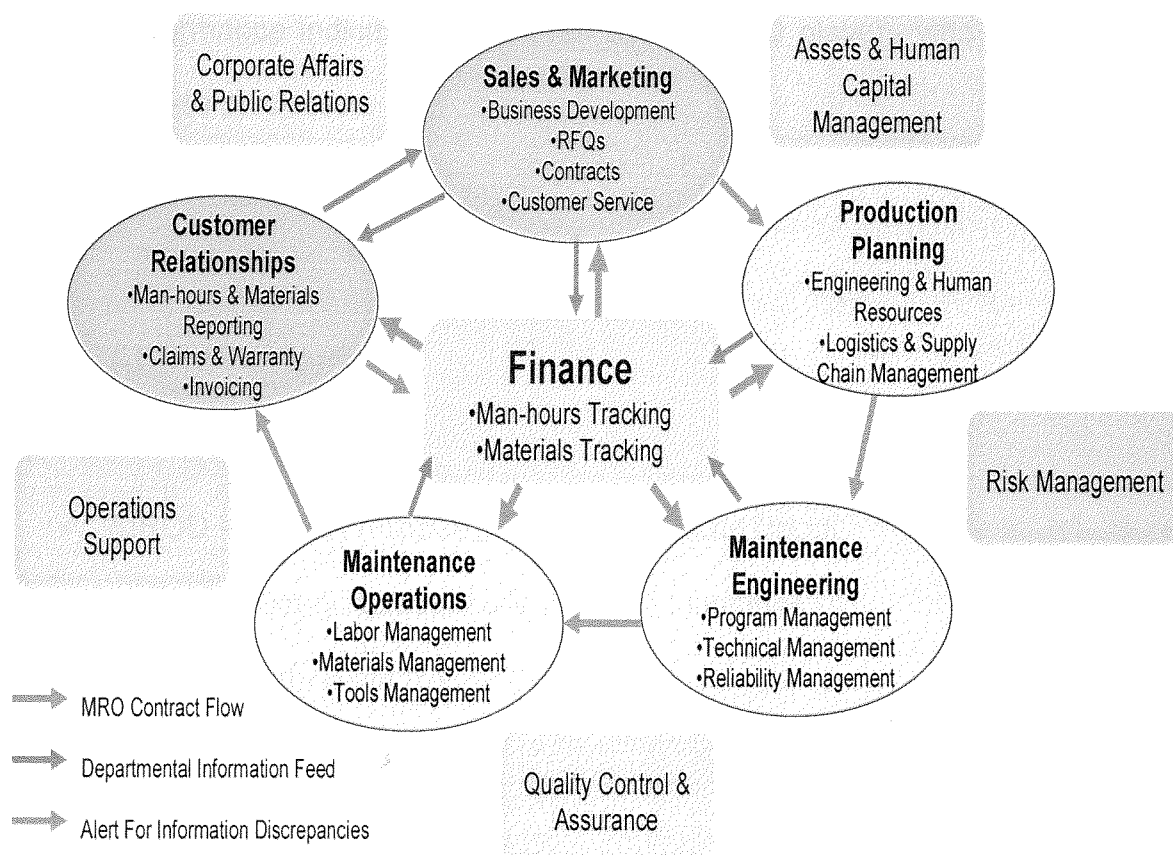 Corporate Affairs
& Public Relations
Sales & Marketing
•Business Development
•RFQs
•Contracts
•Customer Service
Assets & Human
Capital
Management
Customer
Relationships
•Man-hours & Materials
Reporting
•Claims & Warranty
•Invoicing
Production
Planning
•Engineering & Human
Resources
•Logistics & Supply
Chain Management
Finance
•Man-hours Tracking
•Materials Tracking
Operations
Support
Risk Management
Maintenance
Operations
•Labor Management
•Materials Management
•Tools Management
Maintenance
Engineering
•Program Management
•Technical Management
•Reliability Management
MRO Contract Flow
Departmental Information Feed
Alert For Information Discrepancies
Quality Control &
Assurance